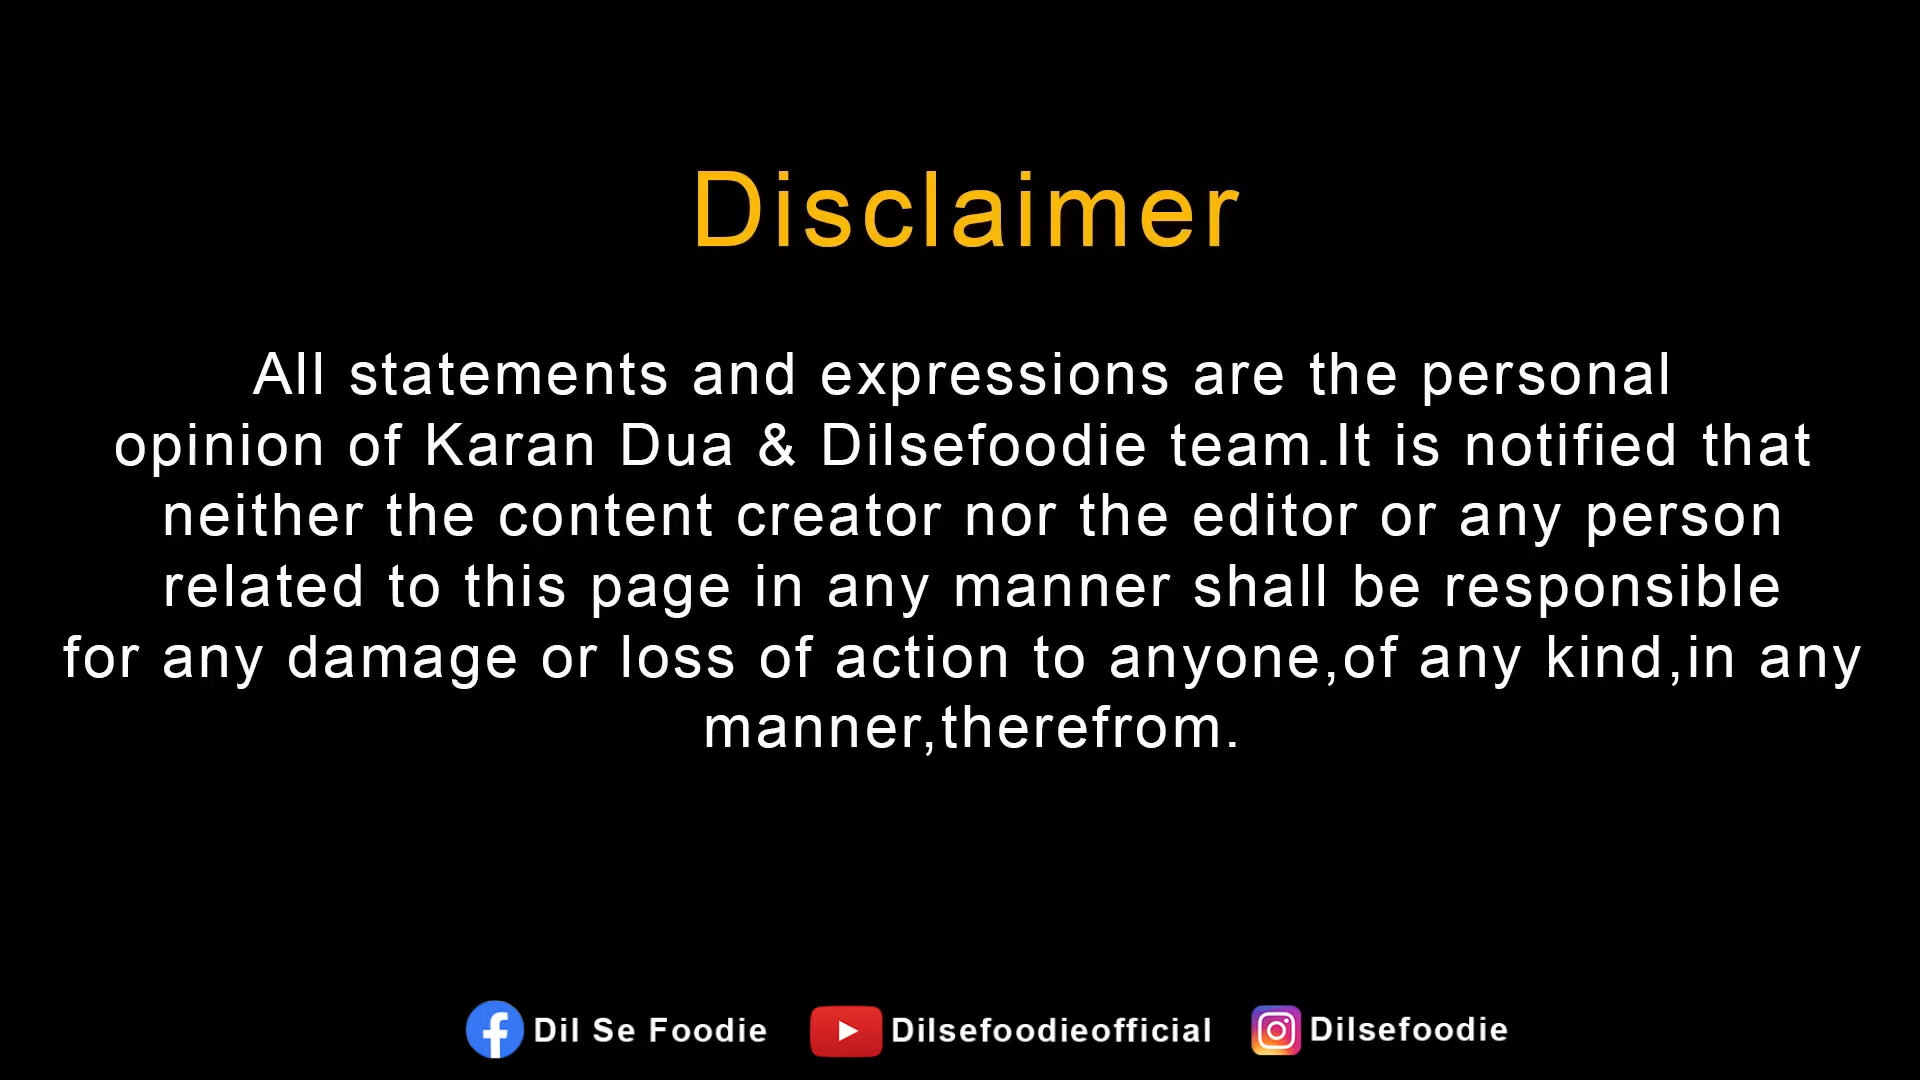 Disclaimer
All statements and expressions are the personal
opinion of Karan Dua & Dilsefoodie team.It is notified that
neither the content creator nor the editor or any person
related to this page in any manner shall be responsible
for any damage or loss of action to anyone,of any kind,in any
manner,therefrom.
Dil Se Foodie Dilsefoodieofficial Dilsefoodie